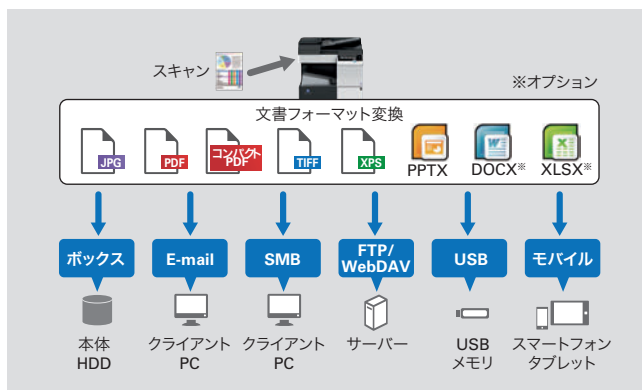 スキャン
※オプション
文書フォーマット変換
JPG
PDF
コンパクト
PDF
TIFF
XPS
PPTX
DOCX※
XLSX※
ボックス
E-mail
SMB
FTP/
WebDAV
USB
モバイル
本体
HDD
クライアント
PC
クライアント
PC
サーバー
USB
メモリ
スマートフォン
タブレット